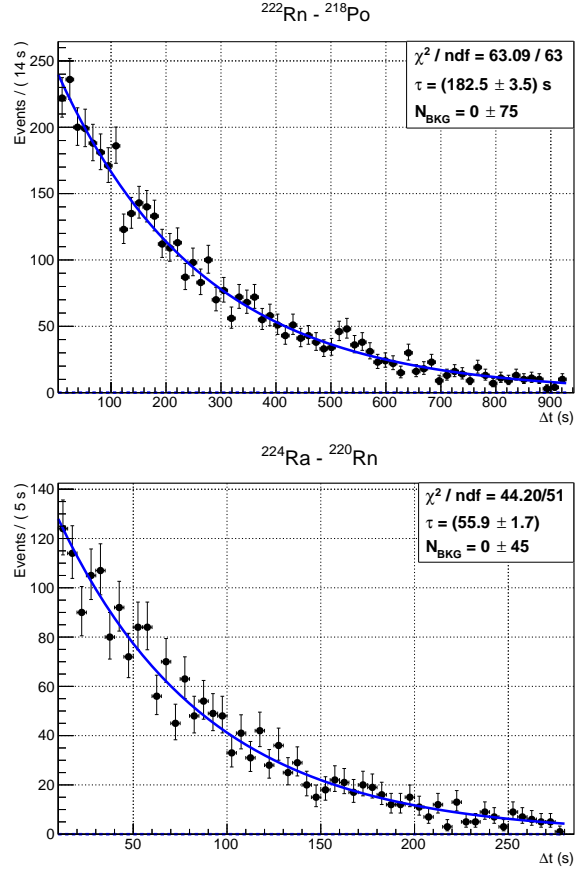 ²²²Rn - ²¹⁸Po
Events / ( 14 s )
250
200
150
100
50
0
χ² / ndf = 63.09 / 63
τ = (182.5 ± 3.5) s
N_BKG = 0 ± 75
100 200 300 400 500 600 700 800 900
Δt (s)
²²⁴Ra - ²²⁰Rn
Events / ( 5 s )
140
120
100
80
60
40
20
0
χ² / ndf = 44.20/51
τ = (55.9 ± 1.7)
N_BKG = 0 ± 45
50 100 150 200 250
Δt (s)